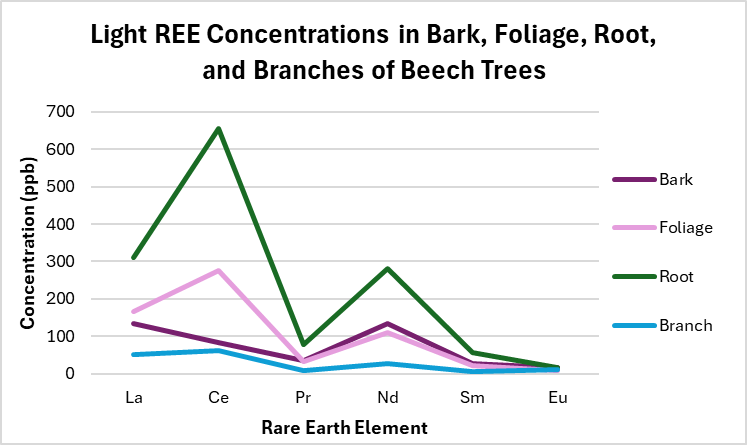 Light REE Concentrations in Bark, Foliage, Root,
and Branches of Beech Trees
Concentration (ppb)
700
600
500
400
300
200
100
0
La Ce Pr Nd Sm Eu
Rare Earth Element
Bark
Foliage
Root
Branch